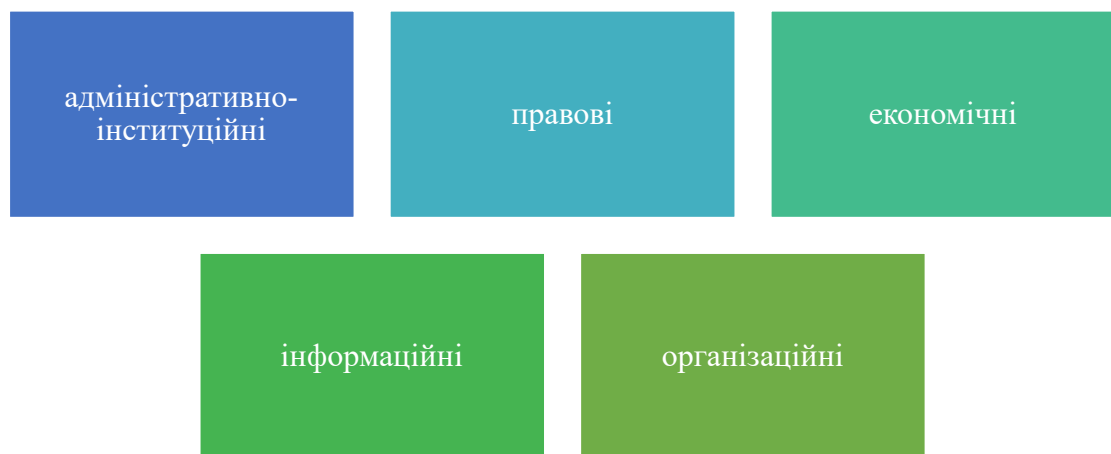 адміністративно-
інституційні
правові
економічні
інформаційні
організаційні